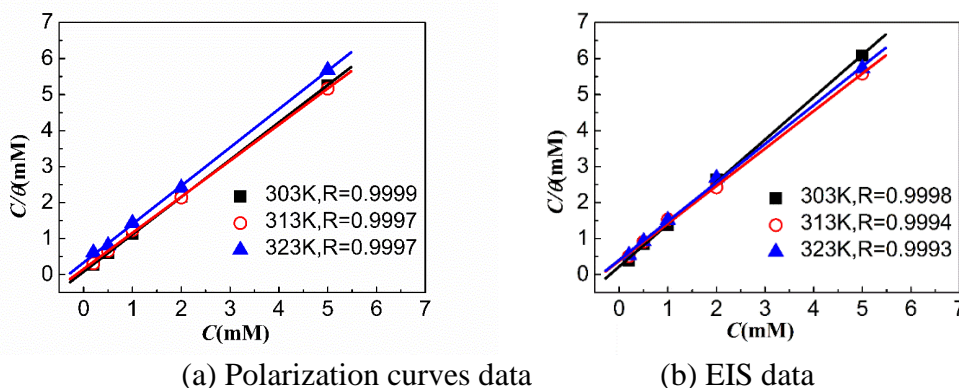 7
6
5
4
3
2
1
0
C/θ(mM)
303K,R=0.9999
313K,R=0.9997
323K,R=0.9997
0 1 2 3 4 5 6 7
C(mM)
(a) Polarization curves data
7
6
5
4
3
2
1
0
C/θ(mM)
303K,R=0.9998
313K,R=0.9994
323K,R=0.9993
0 1 2 3 4 5 6 7
C(mM)
(b) EIS data